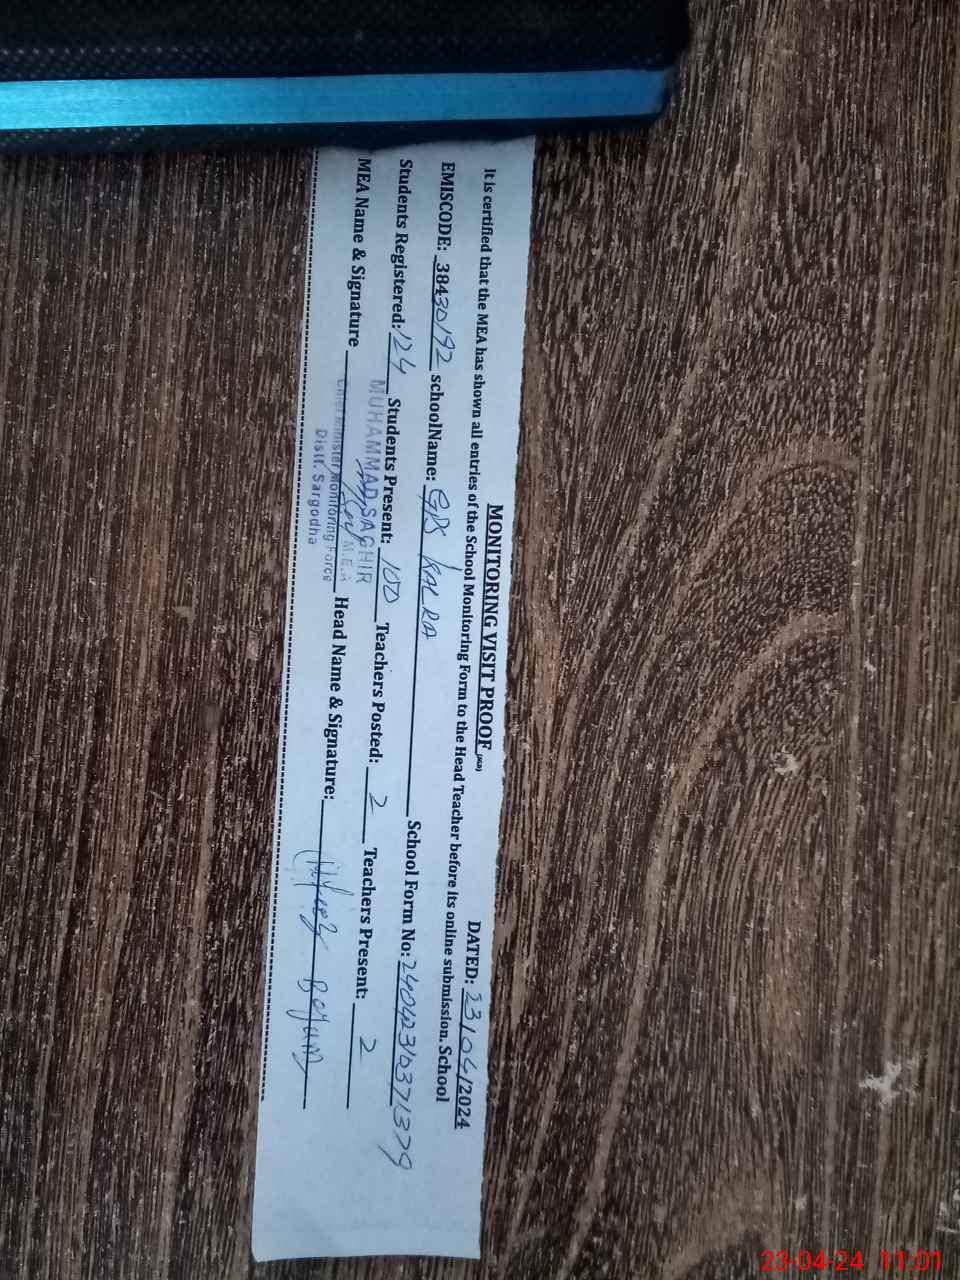 MONITORING VISIT PROOF
DATED: 23/04/2024
It is certified that the MEA has shown all entries of the School Monitoring Form to the Head Teacher before its online submission. School
EMISCODE: 38430192 schoolName: GPS KALRA School Form No: 24042310371379
Students Registered: 124 Students Present: 100 Teachers Posted: 2 Teachers Present: 2
MUHAMMAD SAGHIR
MEA Name & Signature Head Name & Signature: Begum
M.E.A
Chief Minister Monitoring Force
Distt. Sargodha
23-04-24 11:01